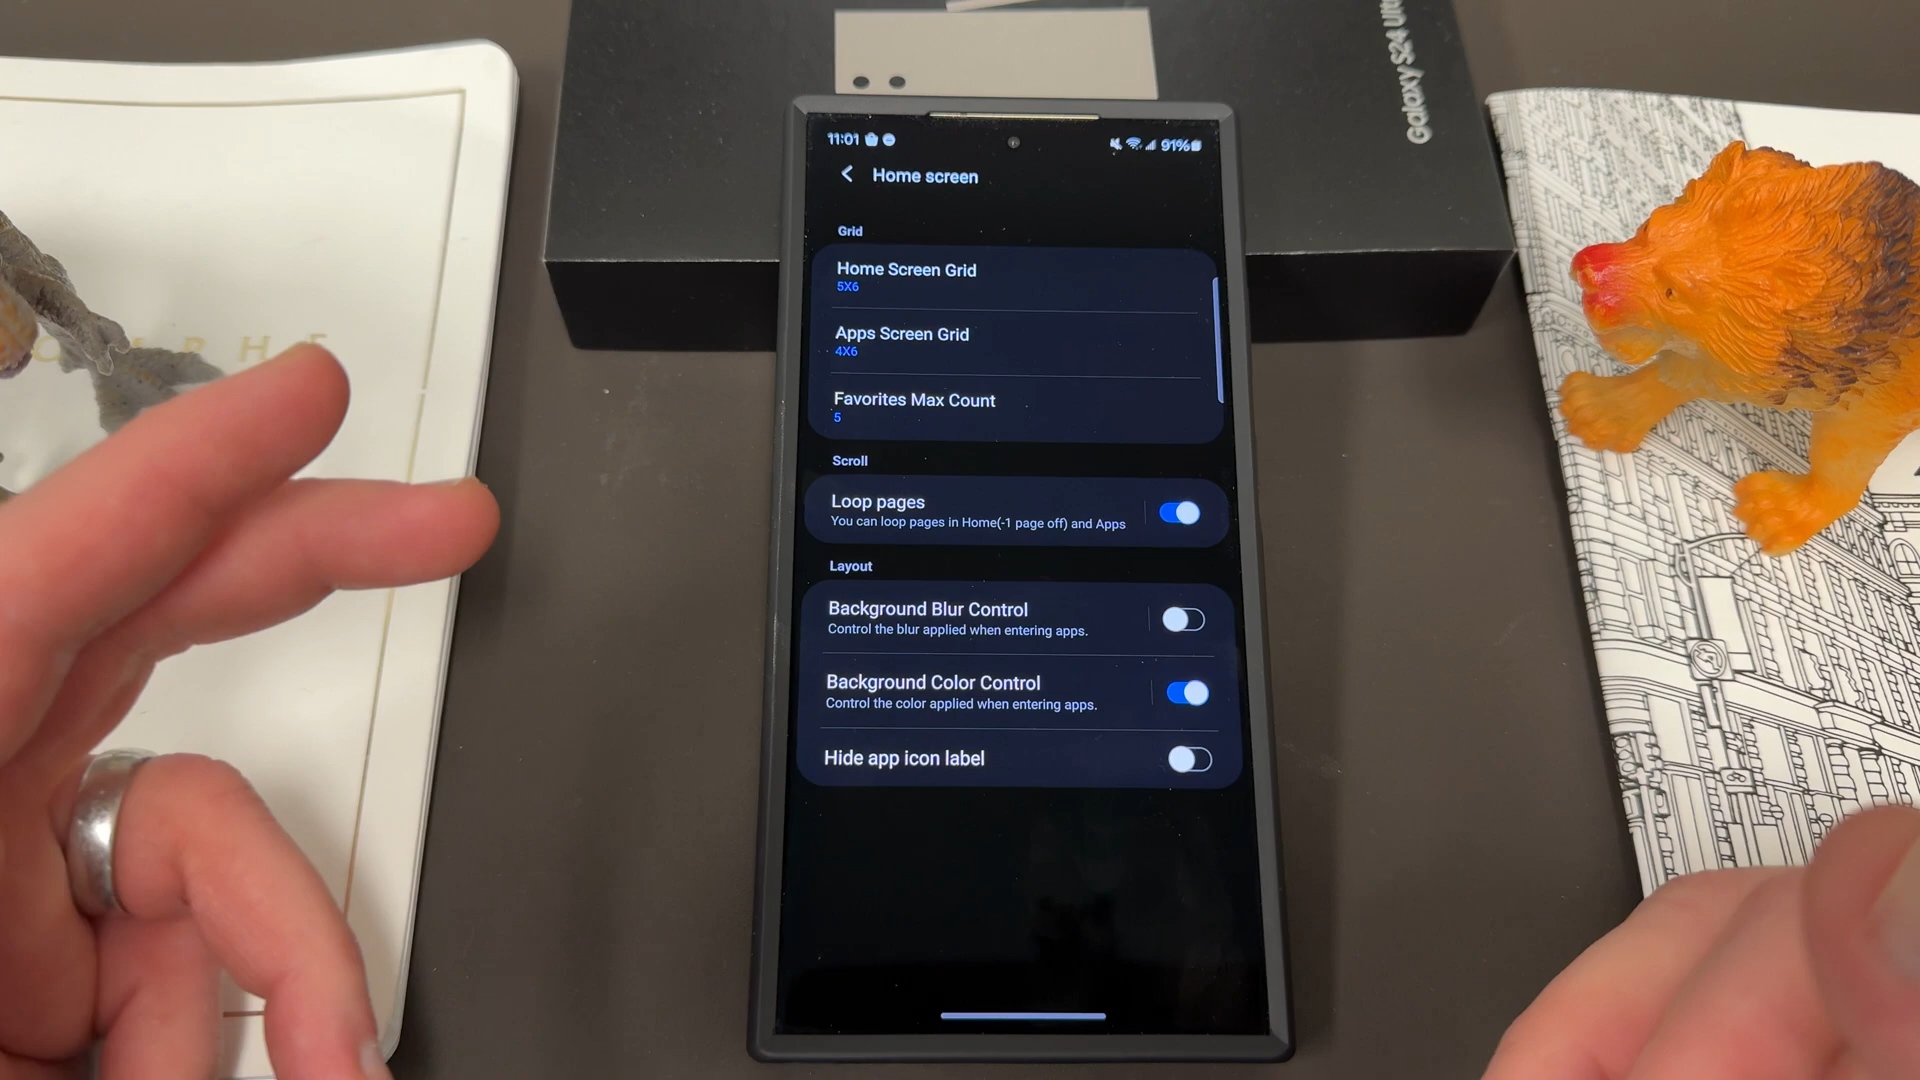 Galaxy S24 Ult
11:01
91%
Home screen
Grid
Home Screen Grid
5X6
Apps Screen Grid
4X6
Favorites Max Count
5
Scroll
Loop pages
You can loop pages in Home(-1 page off) and Apps
Layout
Background Blur Control
Control the blur applied when entering apps.
Background Color Control
Control the color applied when entering apps.
Hide app icon label